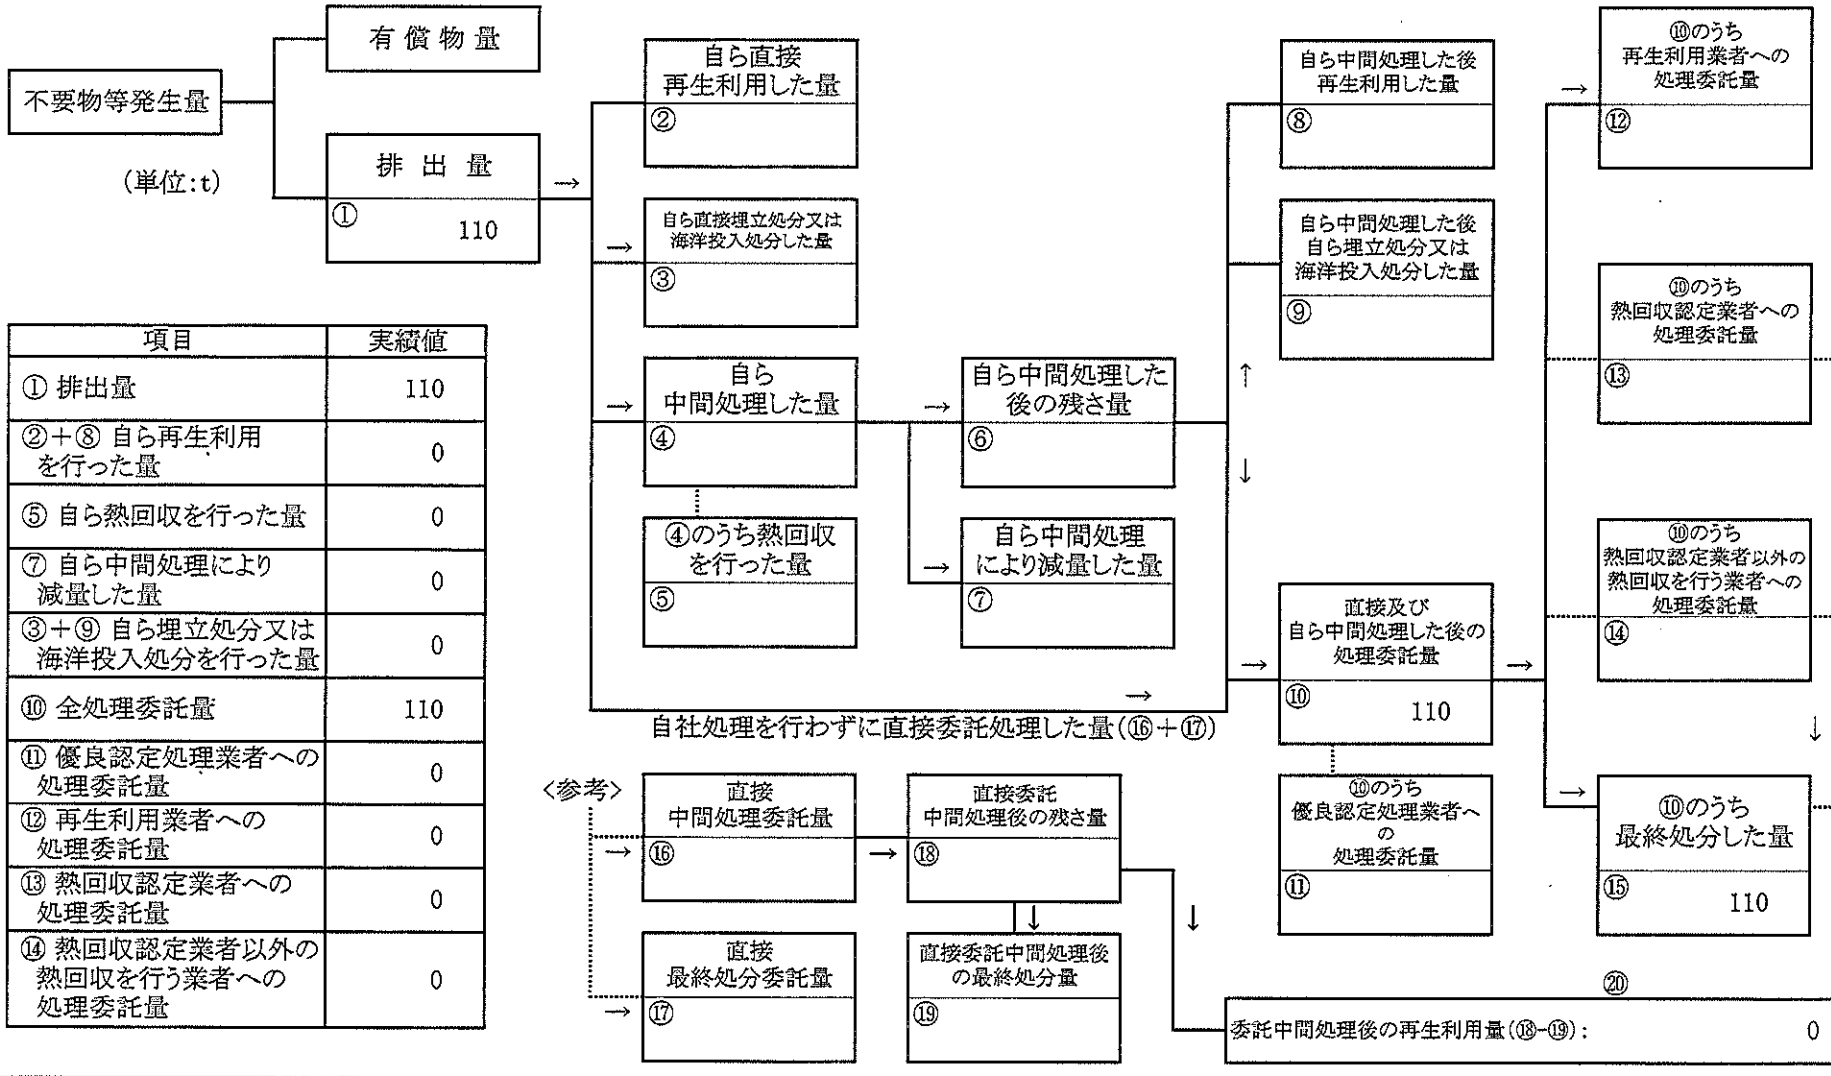 不要物等発生量
(単位:t)
有償物量
排出量
①
110
自ら直接
再生利用した量
②
自ら直接埋立処分又は
海洋投入処分した量
③
自ら
中間処理した量
④
④のうち熱回収
を行った量
⑤
自ら中間処理した
後の残さ量
⑥
自ら中間処理
により減量した量
⑦
自ら中間処理した後
再生利用した量
⑧
自ら中間処理した後
自ら埋立処分又は
海洋投入処分した量
⑨
直接及び
自ら中間処理した後の
処理委託量
⑩
110
⑩のうち
優良認定処理業者へ
の
処理委託量
⑪
⑩のうち
再生利用業者への
処理委託量
⑫
⑩のうち
熱回収認定業者への
処理委託量
⑬
⑩のうち
熱回収認定業者以外の
熱回収を行う業者への
処理委託量
⑭
⑩のうち
最終処分した量
⑮
110
自社処理を行わずに直接委託処理した量(⑯+⑰)
<参考>
直接
中間処理委託量
⑯
直接
最終処分委託量
⑰
直接委託
中間処理後の残さ量
⑱
直接委託中間処理後
の最終処分量
⑲
⑳
委託中間処理後の再生利用量(⑱-⑲): 0
項目 実績値
① 排出量 110
②+⑧ 自ら再生利用
を行った量 0
⑤ 自ら熱回収を行った量 0
⑦ 自ら中間処理により
減量した量 0
③+⑨ 自ら埋立処分又は
海洋投入処分を行った量 0
⑩ 全処理委託量 110
⑪ 優良認定処理業者への
処理委託量 0
⑫ 再生利用業者への
処理委託量 0
⑬ 熱回収認定業者への
処理委託量 0
⑭ 熱回収認定業者以外の
熱回収を行う業者への
処理委託量 0